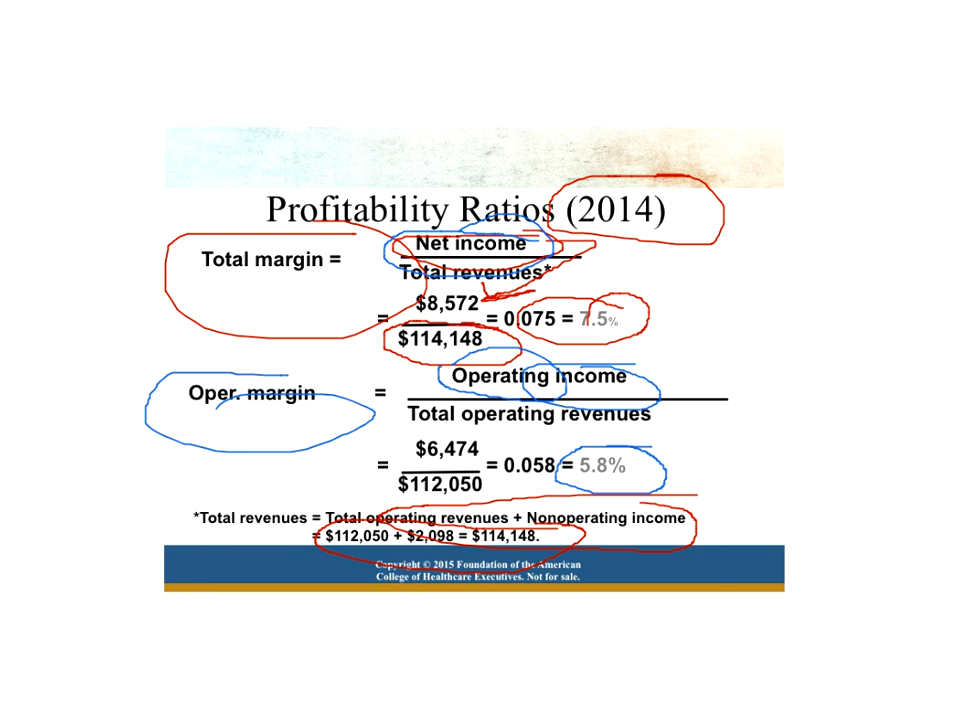 Profitability Ratios (2014)
Total margin =
Net income
Total revenues*
= $8,572 = 0.075 = 7.5%
$114,148
Oper. margin =
Operating income
Total operating revenues
= $6,474 = 0.058 = 5.8%
$112,050
*Total revenues = Total operating revenues + Nonoperating income
= $112,050 + $2,098 = $114,148.
Copyright © 2015 Foundation of the American
College of Healthcare Executives. Not for sale.